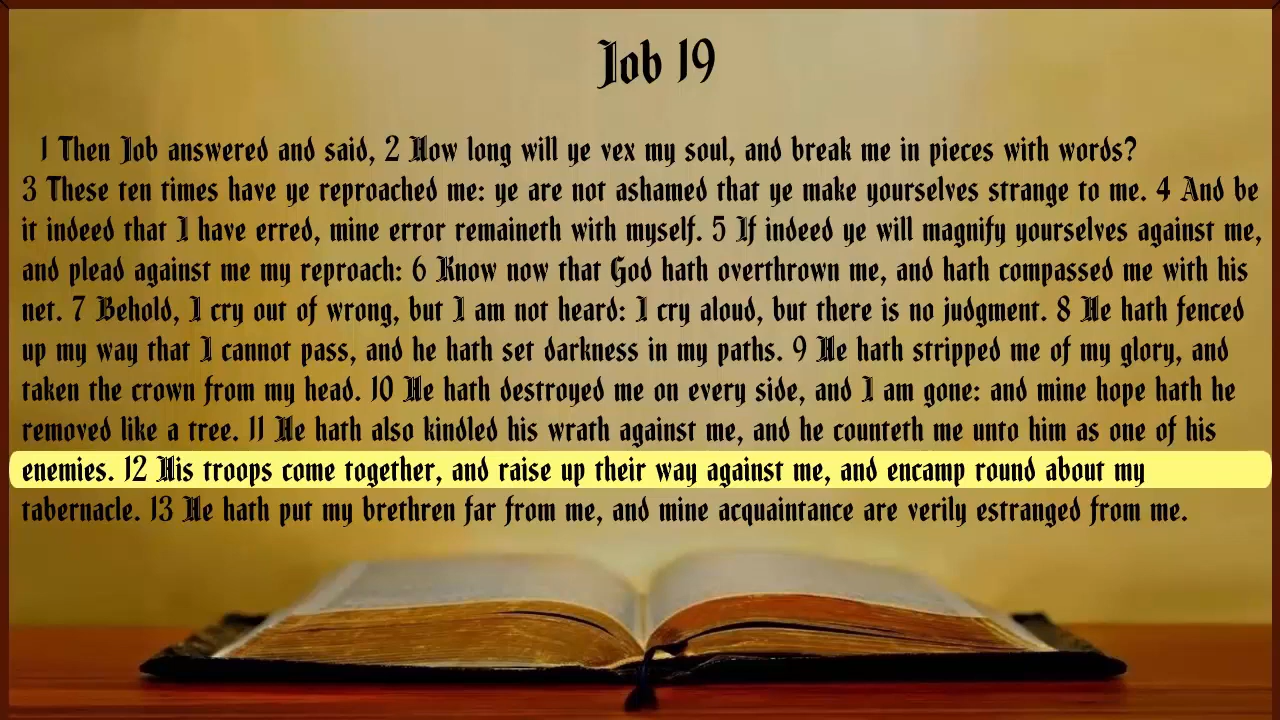 Job 19
1 Then Job answered and said, 2 How long will ye vex my soul, and break me in pieces with words?
3 These ten times have ye reproached me: ye are not ashamed that ye make yourselves strange to me. 4 And be
it indeed that I have erred, mine error remaineth with myself. 5 If indeed ye will magnify yourselves against me,
and plead against me my reproach: 6 Know now that God hath overthrown me, and hath compassed me with his
net. 7 Behold, I cry out of wrong, but I am not heard: I cry aloud, but there is no judgment. 8 He hath fenced
up my way that I cannot pass, and he hath set darkness in my paths. 9 He hath stripped me of my glory, and
taken the crown from my head. 10 He hath destroyed me on every side, and I am gone: and mine hope hath he
removed like a tree. 11 He hath also kindled his wrath against me, and he counteth me unto him as one of his
enemies. 12 His troops come together, and raise up their way against me, and encamp round about my
tabernacle. 13 He hath put my brethren far from me, and mine acquaintance are verily estranged from me.